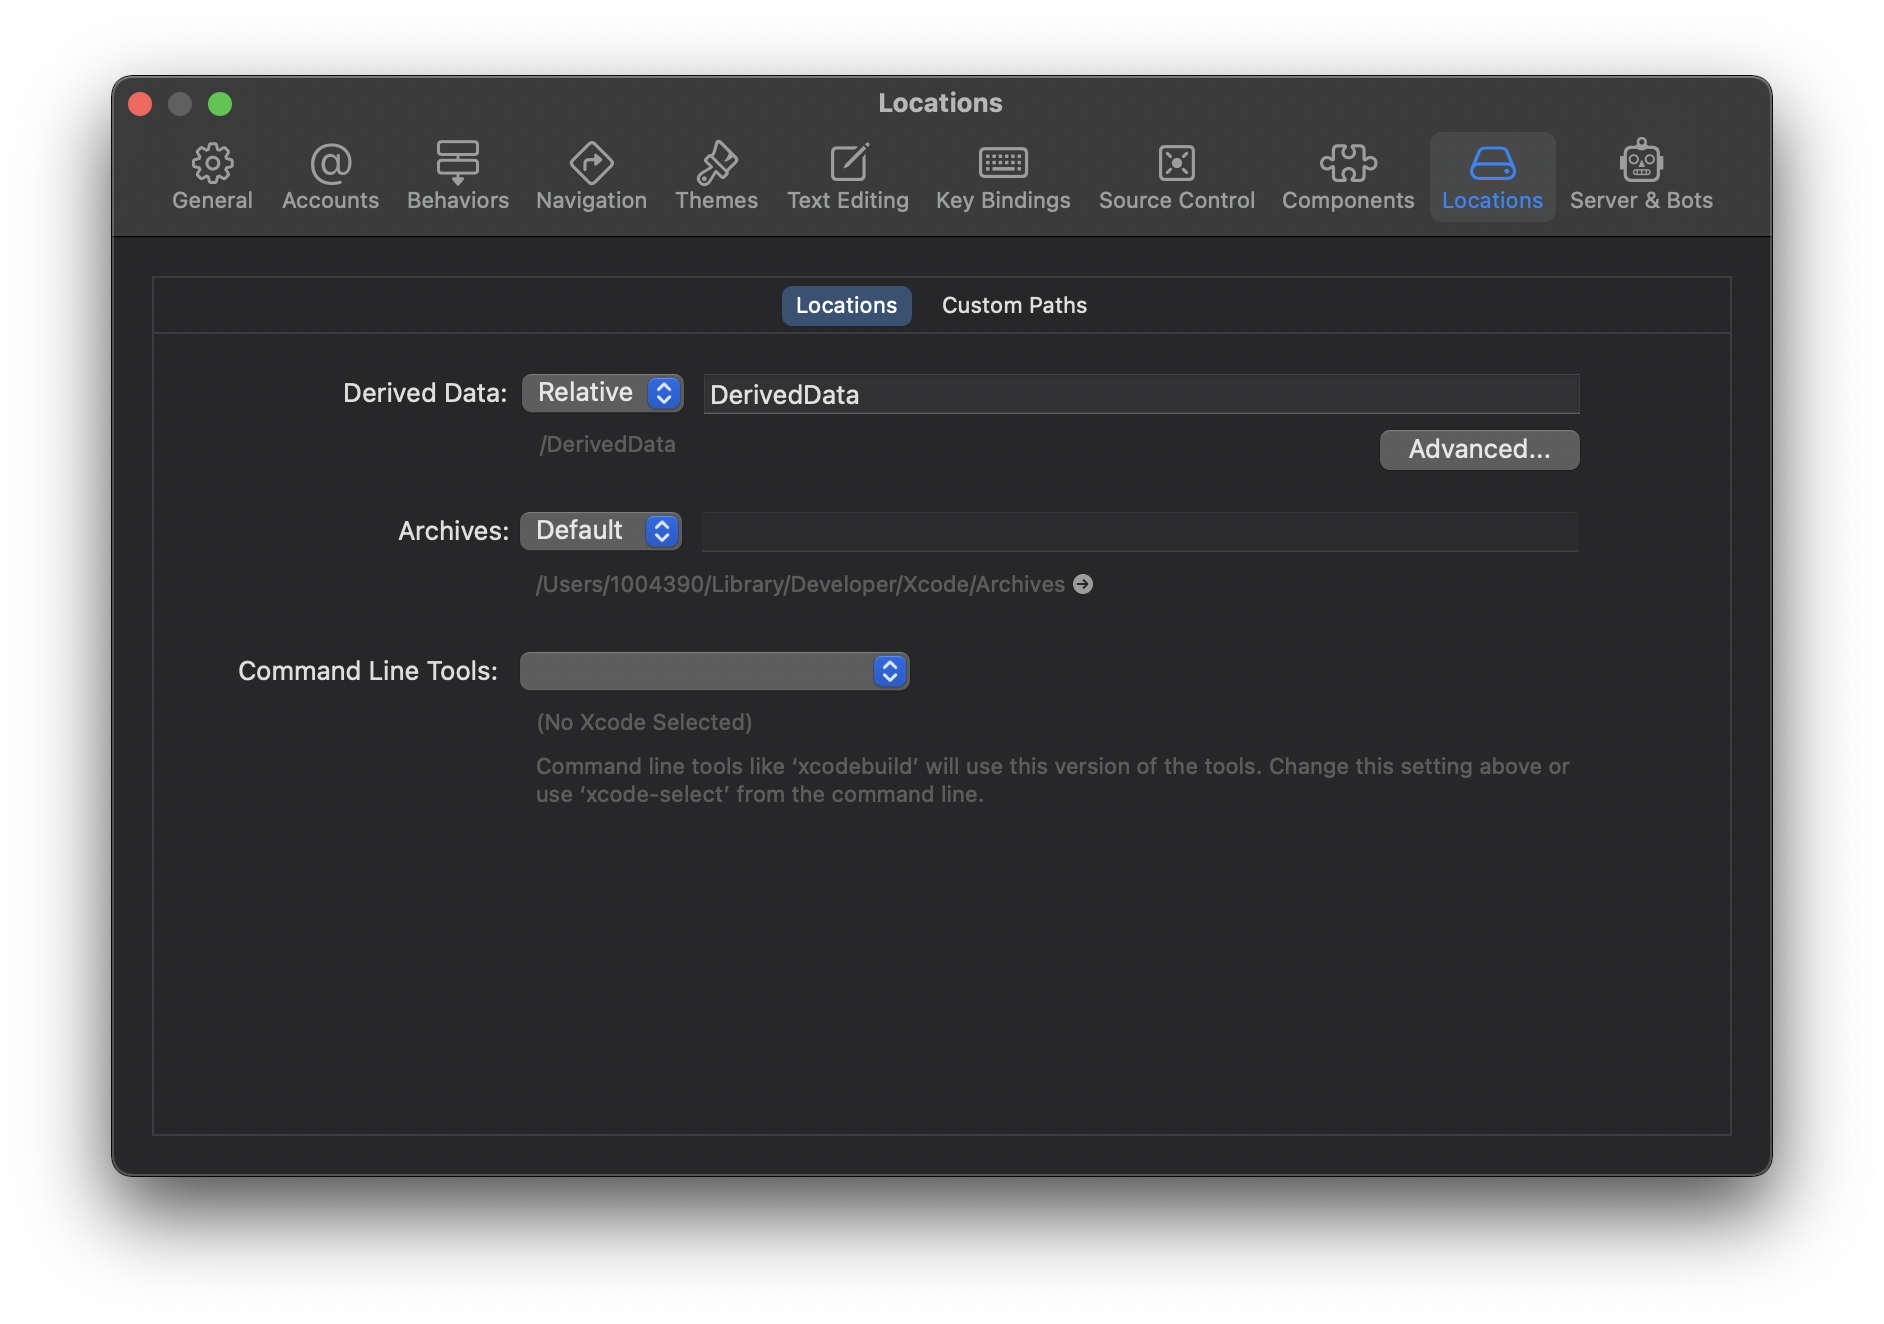 Locations
General Accounts Behaviors Navigation Themes Text Editing Key Bindings Source Control Components Locations Server & Bots
Locations Custom Paths
Derived Data: Relative DerivedData
/DerivedData
Advanced...
Archives: Default
/Users/1004390/Library/Developer/Xcode/Archives
Command Line Tools:
(No Xcode Selected)
Command line tools like ‘xcodebuild’ will use this version of the tools. Change this setting above or
use ‘xcode-select’ from the command line.